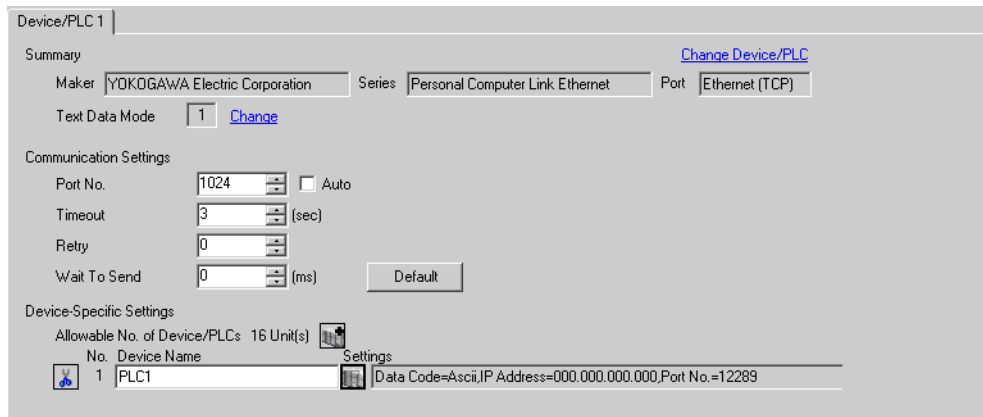 Device/PLC 1
Summary
Change Device/PLC
Maker YOKOGAWA Electric Corporation Series Personal Computer Link Ethernet Port Ethernet (TCP)
Text Data Mode 1 Change
Communication Settings
Port No. 1024 Auto
Timeout 3 (sec)
Retry 0
Wait To Send 0 (ms) Default
Device-Specific Settings
Allowable No. of Device/PLCs 16 Unit(s)
No. Device Name Settings
1 PLC1 Data Code=Ascii,IP Address=000.000.000.000,Port No.=12289